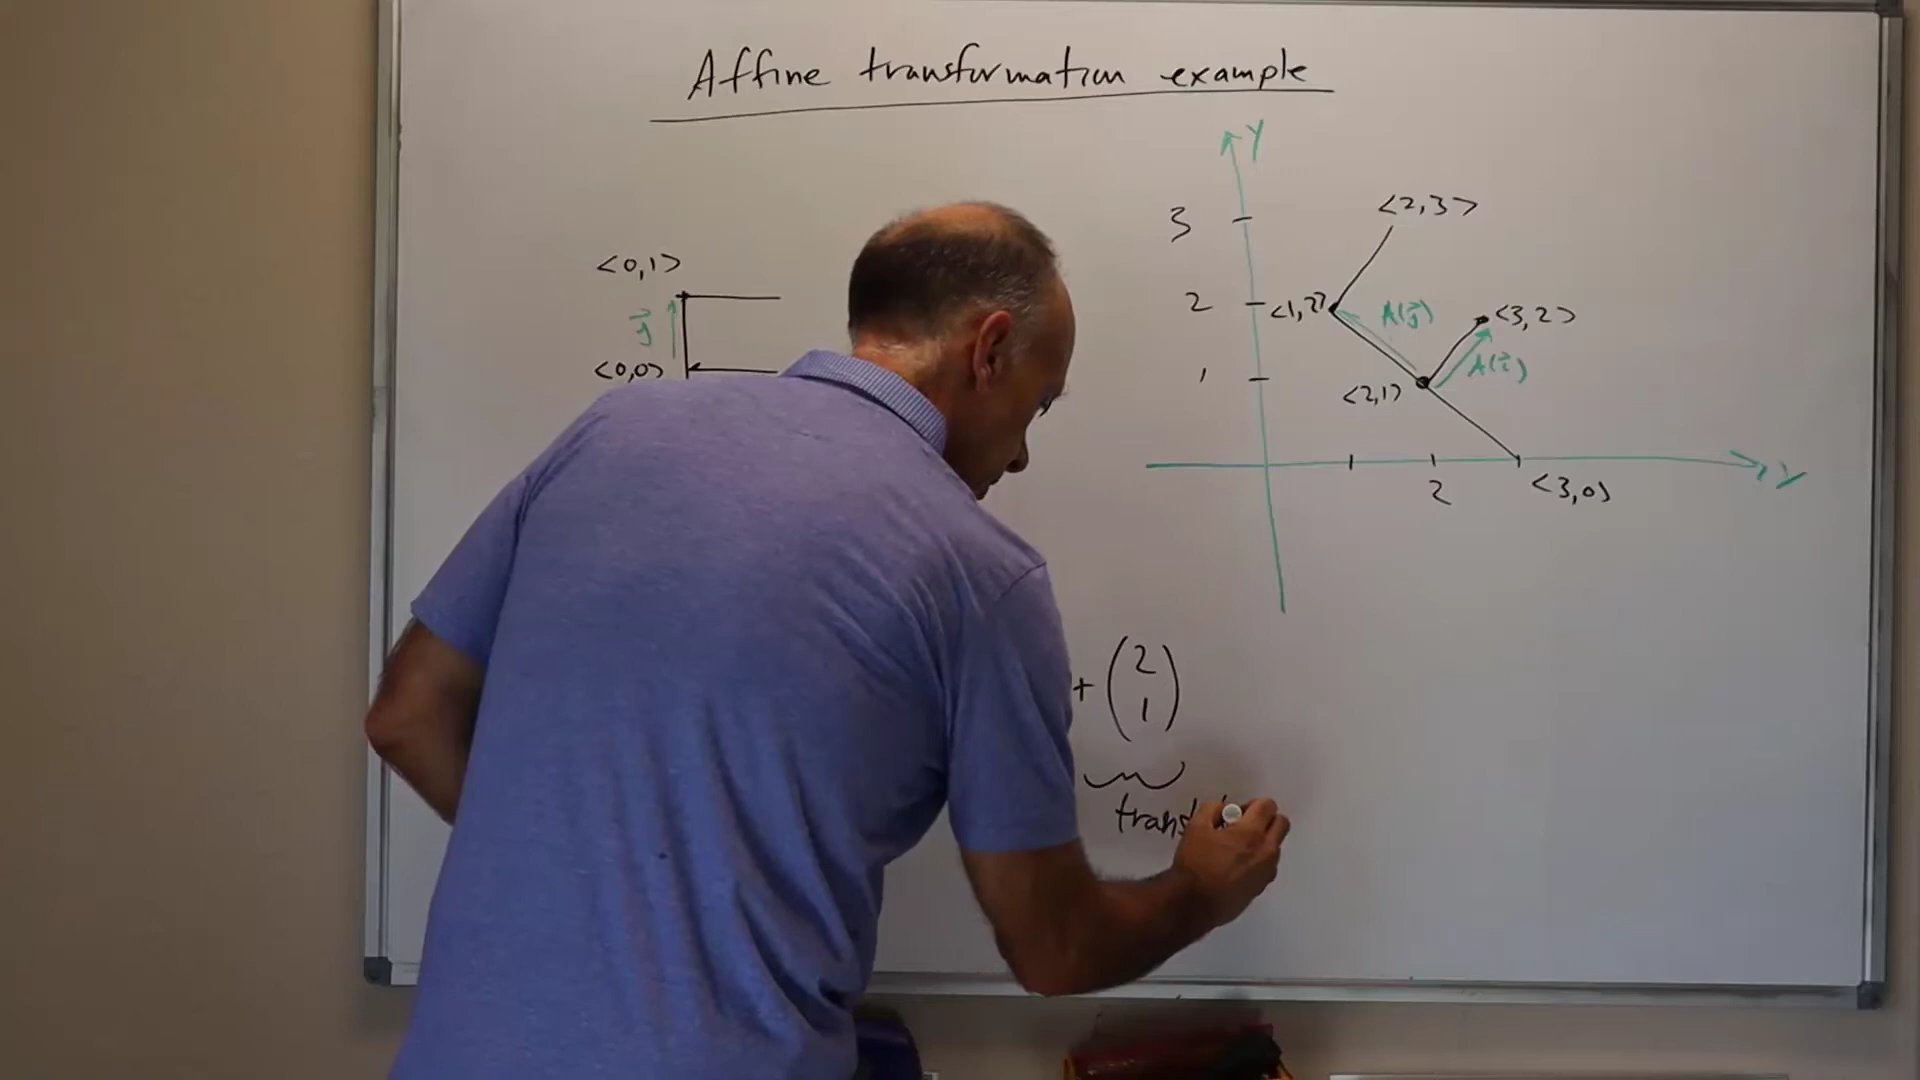 Affine transformation example
Y
3
<2,3>
<0,1>
2
<1,2>
A(j)
<3,2>
j
<0,0>
1
A(i)
<2,1>
2
<3,0>
Y
+ (2
1)